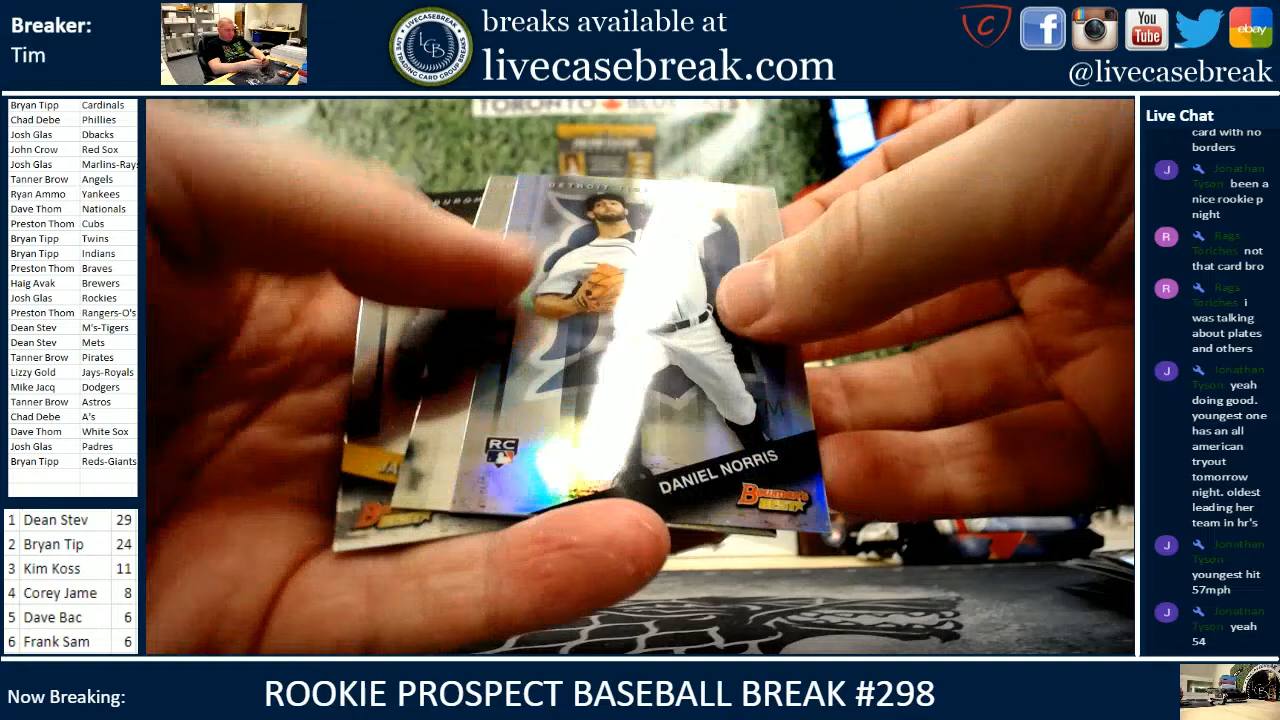 Breaker:
Tim
breaks available at
livecasebreak.com
LCB
You
Tube
ebay
@livecasebreak
Bryan Tipp Cardinals
Chad Debe Phillies
Josh Glas Dbacks
John Crow Red Sox
Josh Glas Marlins-Rays
Tanner Brow Angels
Ryan Ammo Yankees
Dave Thom Nationals
Preston Thom Cubs
Bryan Tipp Twins
Bryan Tipp Indians
Preston Thom Braves
Haig Avak Brewers
Josh Glas Rockies
Preston Thom Rangers-O's
Dean Stev M's-Tigers
Dean Stev Mets
Tanner Brow Pirates
Lizzy Gold Jays-Royals
Mike Jacq Dodgers
Tanner Brow Astros
Chad Debe A's
Dave Thom White Sox
Josh Glas Padres
Bryan Tipp Reds-Giants
1 Dean Stev 29
2 Bryan Tip 24
3 Kim Koss 11
4 Corey Jame 8
5 Dave Bac 6
6 Frank Sam 6
TORONTO
RC
DANIEL NORRIS
BOWMAN'S
BEST
Live Chat
card with no
borders
J Jonathan
Tyson been a
nice rookie p
night
R Rags
Toriches not
that card bro
R Rags
Toriches i
was talking
about plates
and others
J Jonathan
Tyson yeah
doing good.
youngest one
has an all
american
tryout
tomorrow
night. oldest
leading her
team in hr's
J Jonathan
Tyson
youngest hit
57mph
J Jonathan
Tyson yeah
54
Now Breaking:
ROOKIE PROSPECT BASEBALL BREAK #298